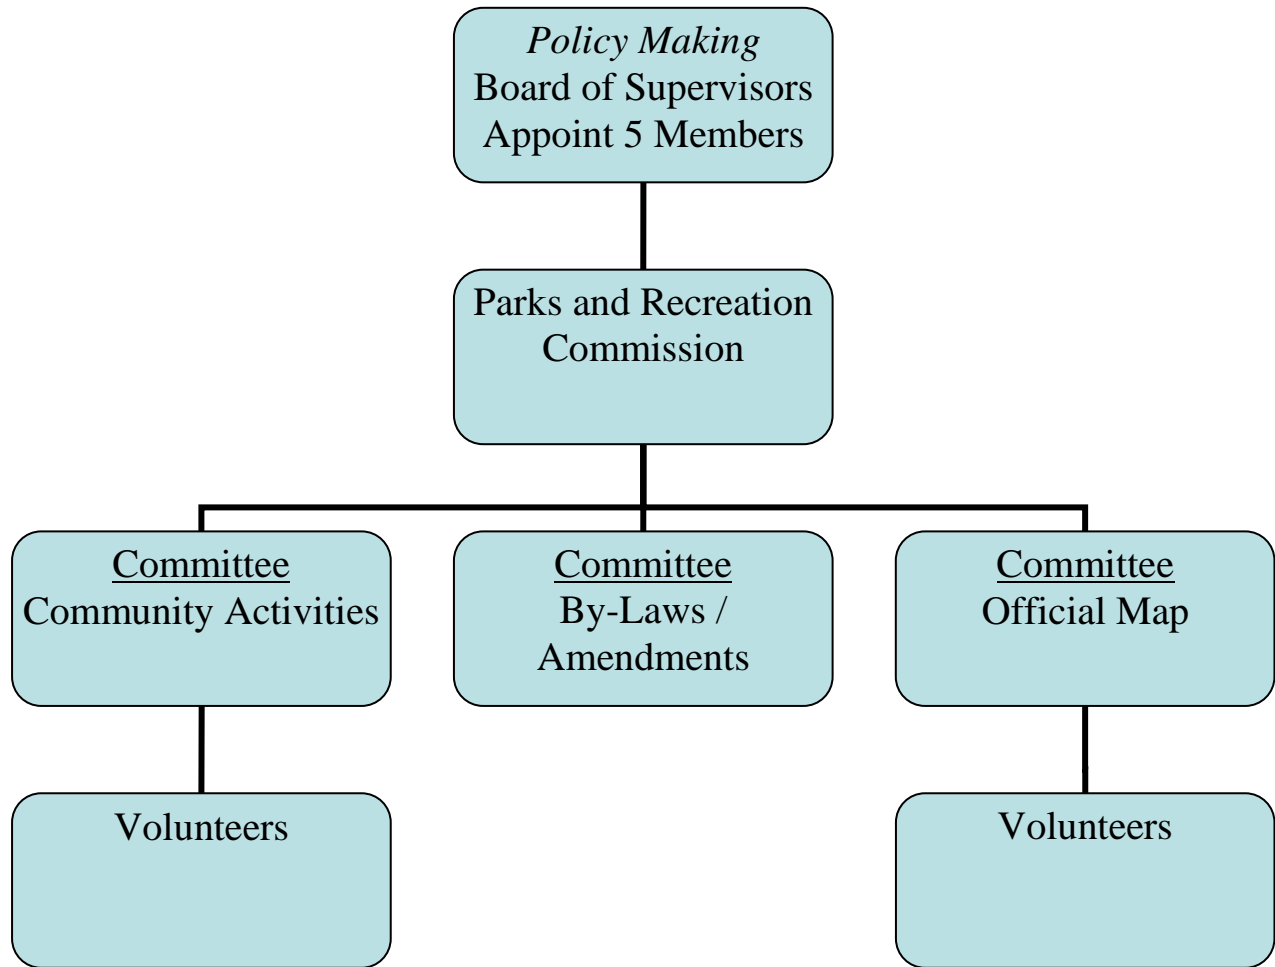 Policy Making
Board of Supervisors
Appoint 5 Members
Parks and Recreation
Commission
Committee
Community Activities
Committee
By-Laws /
Amendments
Committee
Official Map
Volunteers
Volunteers